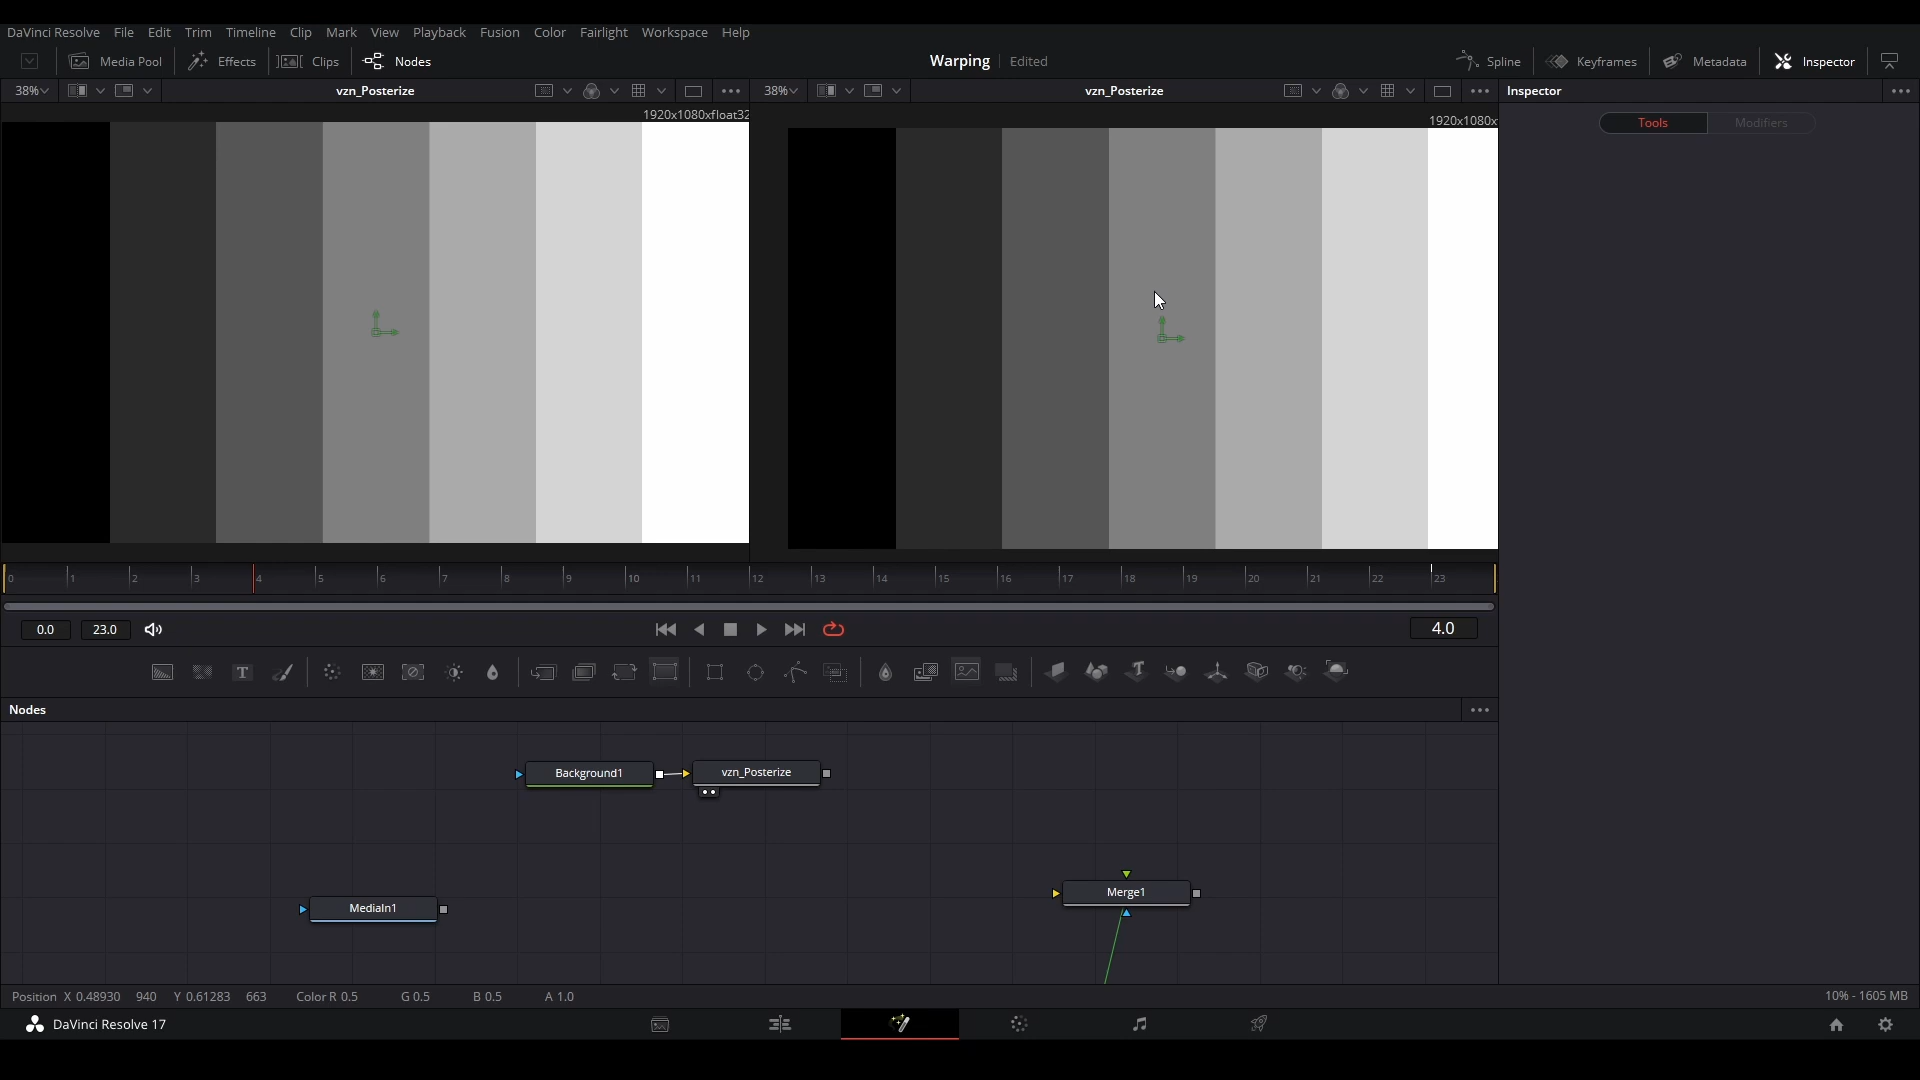 DaVinci Resolve File Edit Trim Timeline Clip Mark View Playback Fusion Color Fairlight Workspace Help
Media Pool Effects Clips Nodes Warping Edited Spline Keyframes Metadata Inspector
38% vzn_Posterize 38% vzn_Posterize Inspector
1920x1080xfloat32 1920x1080x Tools Modifiers
0 1 2 3 4 5 6 7 8 9 10 11 12 13 14 15 16 17 18 19 20 21 22 23
0.0 23.0 4.0
T T
Nodes
Background1 vzn_Posterize
Merge1
MediaIn1
Position X 0.48930 940 Y 0.61283 663 Color R 0.5 G 0.5 B 0.5 A 1.0 10% - 1605 MB
DaVinci Resolve 17